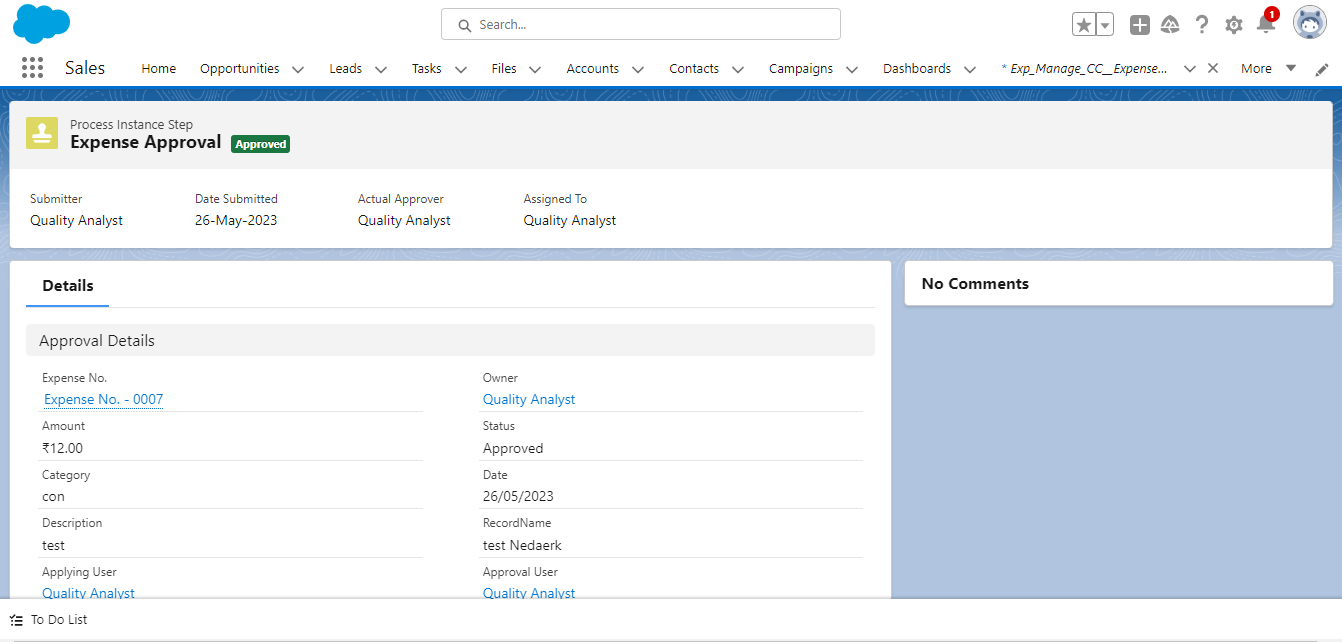 Search...
1
Sales Home Opportunities Leads Tasks Files Accounts Contacts Campaigns Dashboards * Exp_Manage_CC__Expense... More
Process Instance Step
Expense Approval Approved
Submitter Date Submitted Actual Approver Assigned To
Quality Analyst 26-May-2023 Quality Analyst Quality Analyst
Details
No Comments
Approval Details
Expense No. Owner
Expense No. - 0007 Quality Analyst
Amount Status
₹12.00 Approved
Category Date
con 26/05/2023
Description RecordName
test test Nedaerk
Applying User Approval User
Quality Analyst Quality Analyst
To Do List